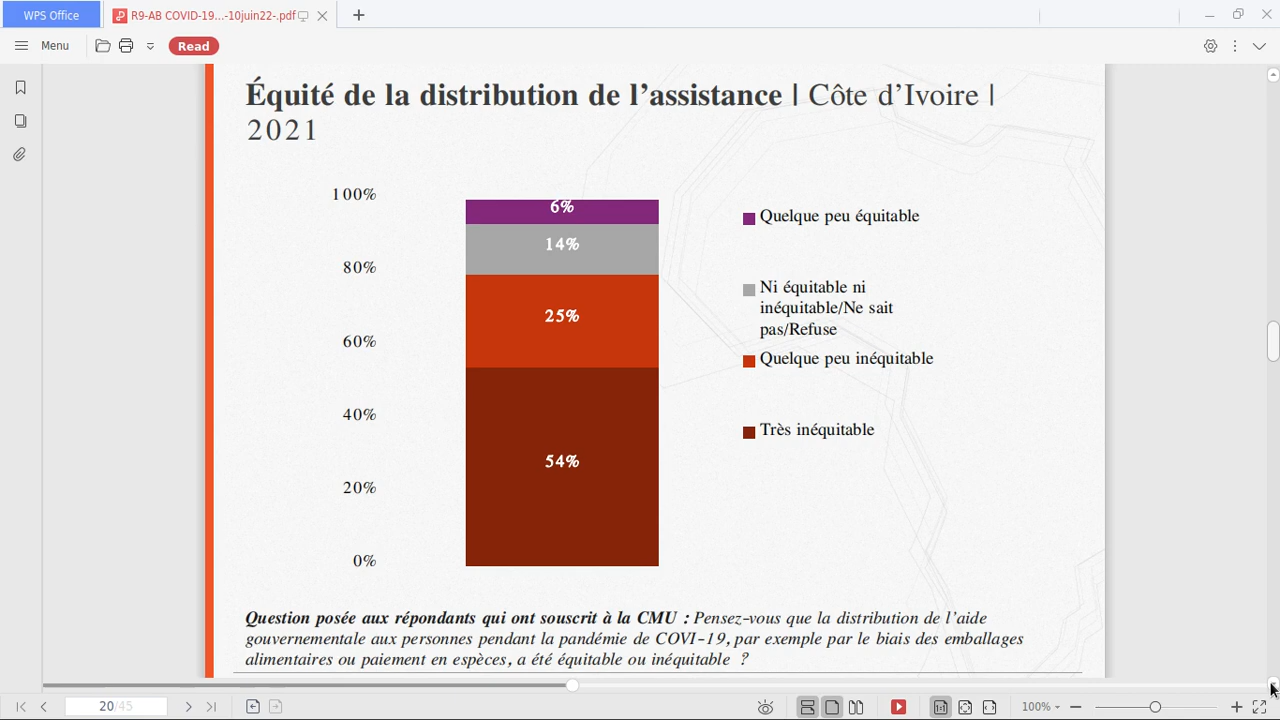 WPS Office
R9-AB COVID-19...-10juin22-.pdf
Menu
Read
Équité de la distribution de l'assistance | Côte d'Ivoire |
2021
100%
80%
60%
40%
20%
0%
6%
14%
25%
54%
Quelque peu équitable
Ni équitable ni
inéquitable/Ne sait
pas/Refuse
Quelque peu inéquitable
Très inéquitable
Question posée aux répondants qui ont souscrit à la CMU : Pensez-vous que la distribution de l'aide
gouvernementale aux personnes pendant la pandémie de COVI-19, par exemple par le biais des emballages
alimentaires ou paiement en espèces, a été équitable ou inéquitable ?
20/45
100%